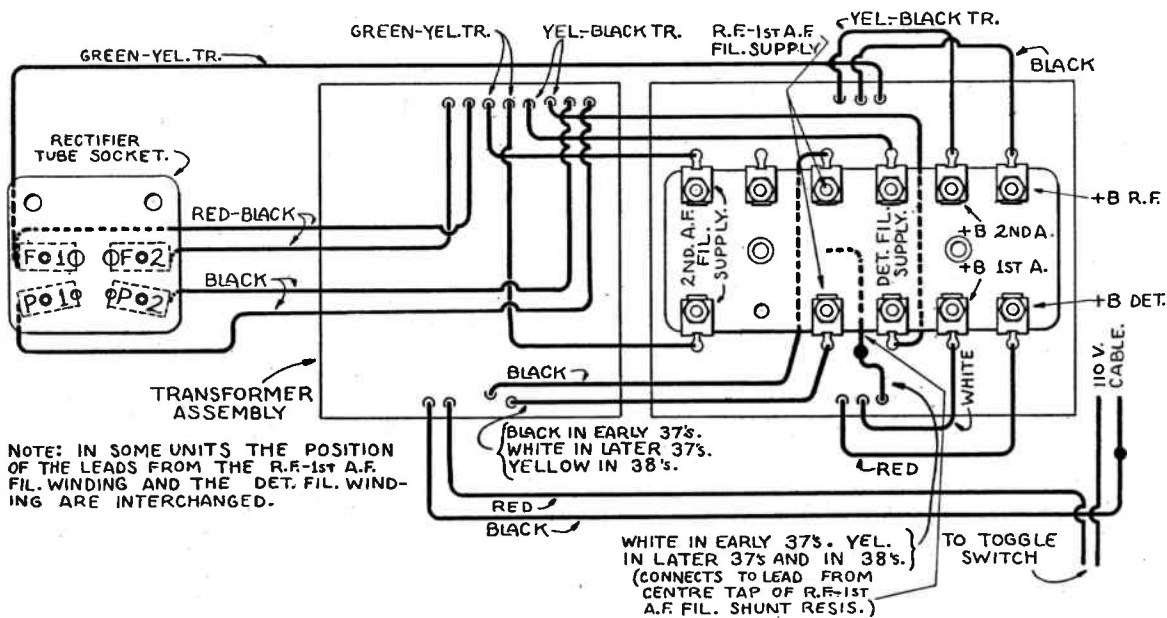 GREEN-YEL.TR.
YEL.-BLACK TR.
R.F.-1ST A.F.
FIL. SUPPLY
YEL.-BLACK TR.
GREEN-YEL.TR.
BLACK
RECTIFIER
TUBE SOCKET.
RED-BLACK
F 1
F 2
P 1
P 2
BLACK
2ND. A.F.
FIL.
SUPPLY.
DET. FIL.
SUPPLY.
+B R.F.
+B 2ND A.
+B 1ST A.
+B DET.
110 V.
CABLE.
TRANSFORMER
ASSEMBLY
BLACK
WHITE
BLACK IN EARLY 37's.
WHITE IN LATER 37's.
YELLOW IN 38's.
RED
NOTE: IN SOME UNITS THE POSITION
OF THE LEADS FROM THE R.F.-1ST A.F.
FIL. WINDING AND THE DET. FIL. WIND-
ING ARE INTERCHANGED.
RED
BLACK
WHITE IN EARLY 37's. YEL.
IN LATER 37's AND IN 38's.
(CONNECTS TO LEAD FROM
CENTRE TAP OF R.F.-1ST
A.F. FIL. SHUNT RESIS.)
TO TOGGLE
SWITCH